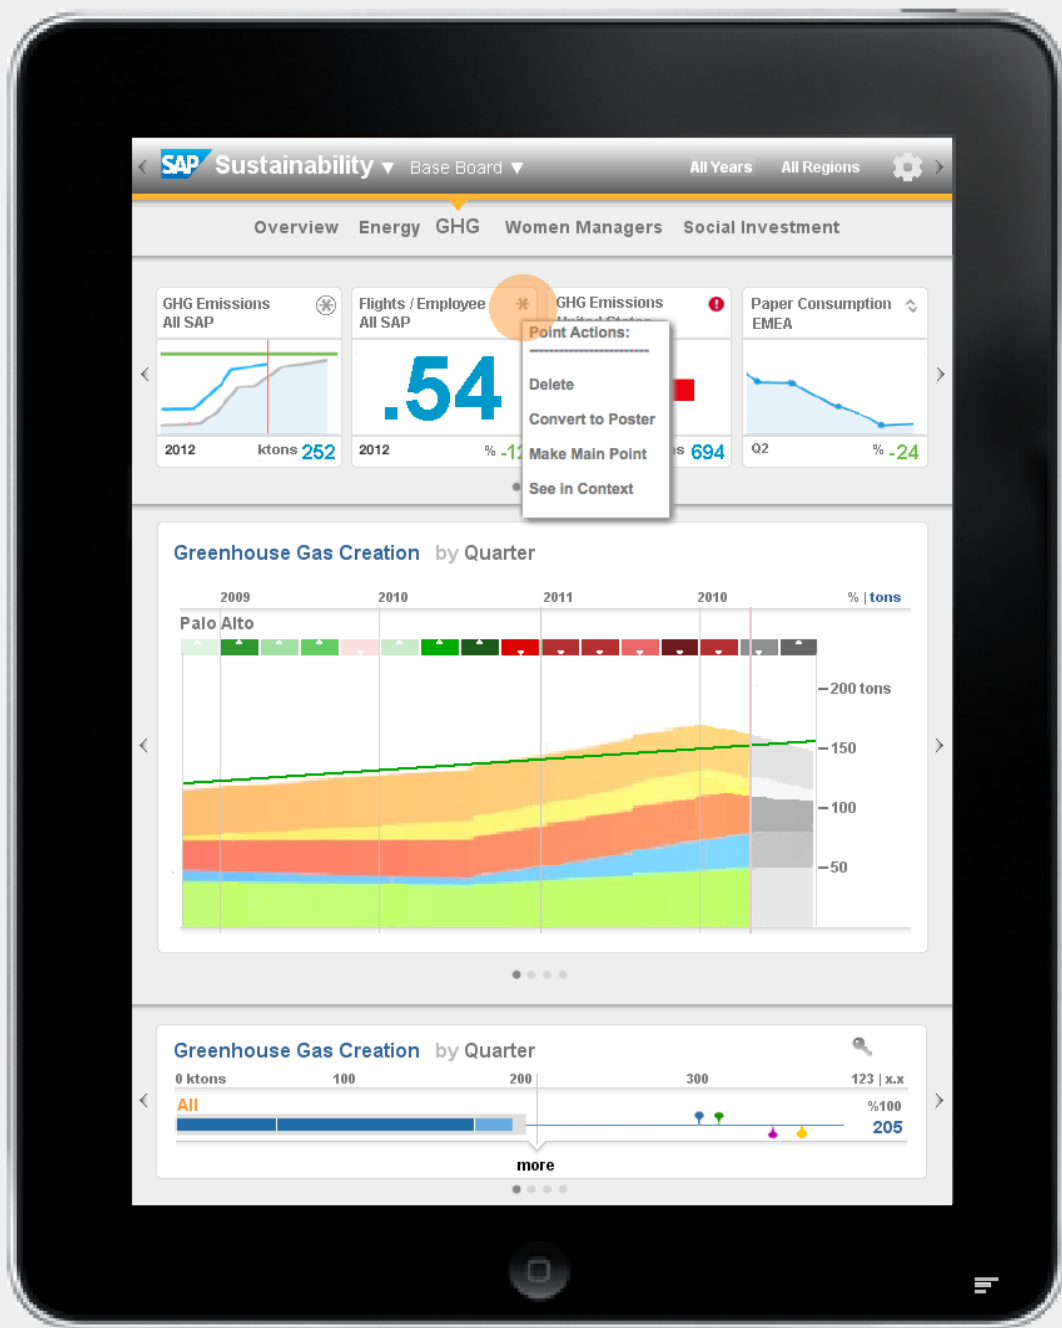 SAP Sustainability Base Board All Years All Regions
Overview Energy GHG Women Managers Social Investment
GHG Emissions
All SAP
2012 ktons 252
Flights / Employee
All SAP
.54
2012 %
GHG Emissions
United States
694
Point Actions:
Delete
Convert to Poster
Make Main Point
See in Context
Paper Consumption
EMEA
Q2 % -24
Greenhouse Gas Creation by Quarter
2009 2010 2011 2010 % | tons
Palo Alto
200 tons
150
100
50
Greenhouse Gas Creation by Quarter
0 ktons 100 200 300 123 | x.x
All %100
205
more